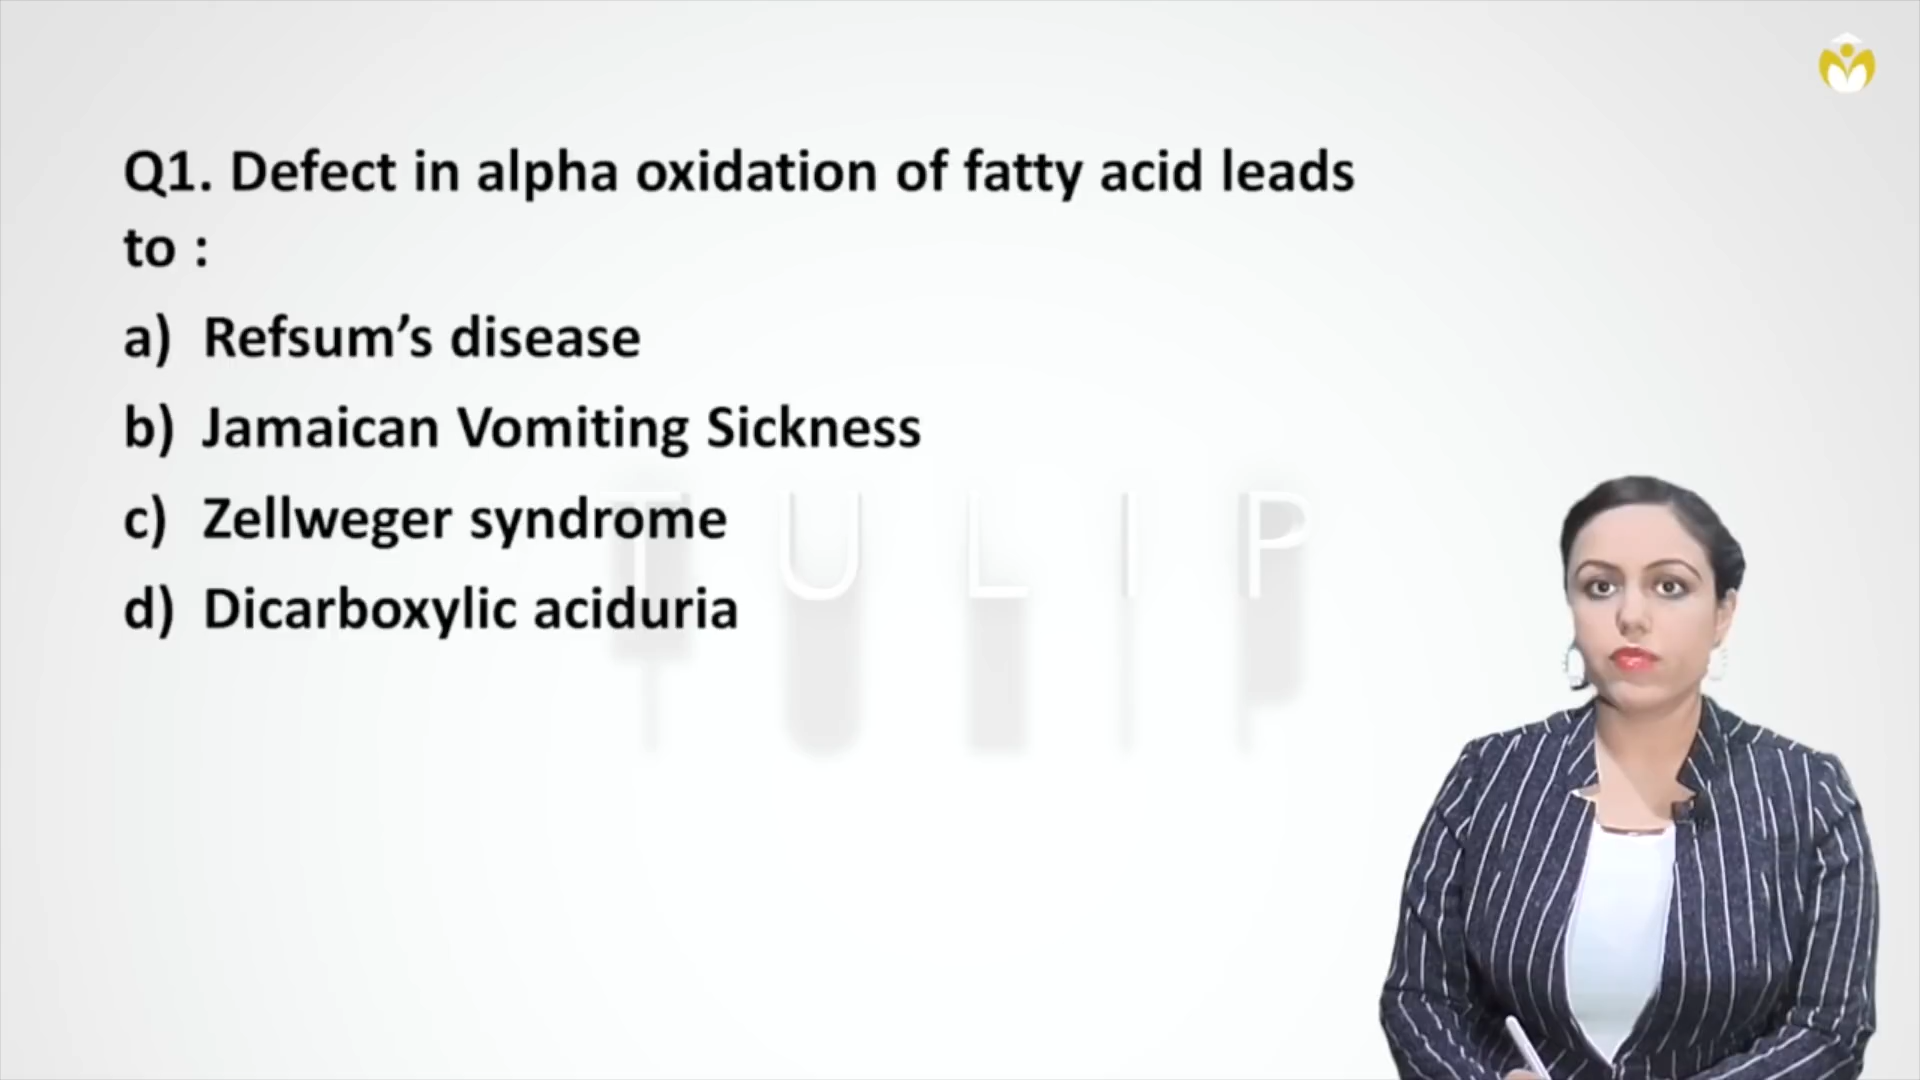 Q1. Defect in alpha oxidation of fatty acid leads
to :
a) Refsum’s disease
b) Jamaican Vomiting Sickness
c) Zellweger syndrome
d) Dicarboxylic aciduria
TULIP